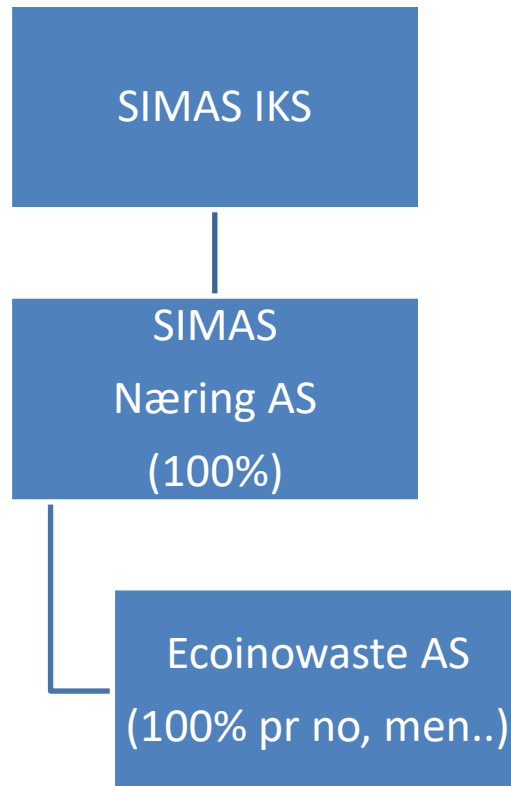 SIMAS IKS
SIMAS
Næring AS
(100%)
Ecoinowaste AS
(100% pr no, men..)